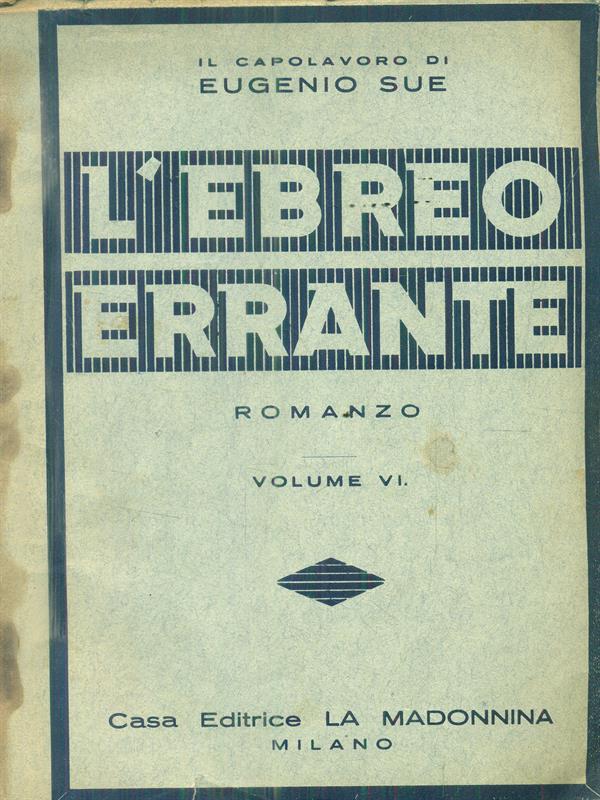 IL CAPOLAVORO DI
EUGENIO SUE
L'EBREO
ERRANTE
ROMANZO
VOLUME VI.
Casa Editrice LA MADONNINA
MILANO